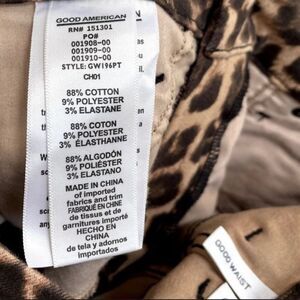 GOOD AMERICAN
RN# 151301
PO#
001908-00
001909-00
001910-00
STYLE: GWI96PT
CH01
88% COTTON
9% POLYESTER
3% ELASTANE
88% COTON
9% POLYESTER
3% ÉLASTHANNE
88% ALGODÓN
9% POLIÉSTER
3% ELASTANO
MADE IN CHINA
of imported
fabrics and trim
FABRIQUÉ EN CHINE
de tissus et de
garnitures importé
HECHO EN
CHINA
de tela y adornos
importados
GOOD WAIST